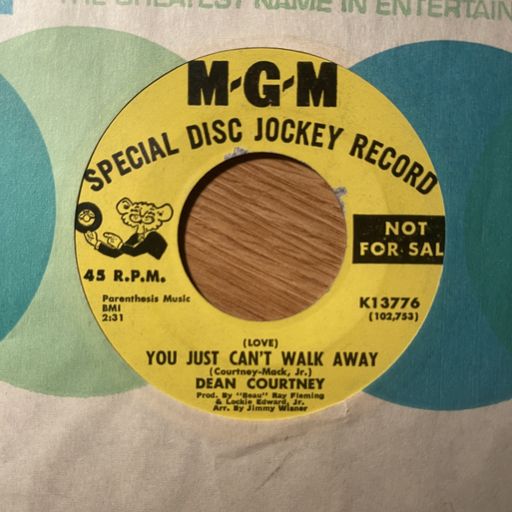 THE GREATEST NAME IN ENTERTAIN
M-G-M
SPECIAL DISC JOCKEY RECORD
NOT
FOR SAL
45 R.P.M.
Parenthesis Music
BMI
2:31
K13776
(102,753)
(LOVE)
YOU JUST CAN'T WALK AWAY
(Courtney-Mack, Jr.)
DEAN COURTNEY
Prod. By "Beau" Ray Fleming
& Lockie Edward, Jr.
Arr. By Jimmy Wisner